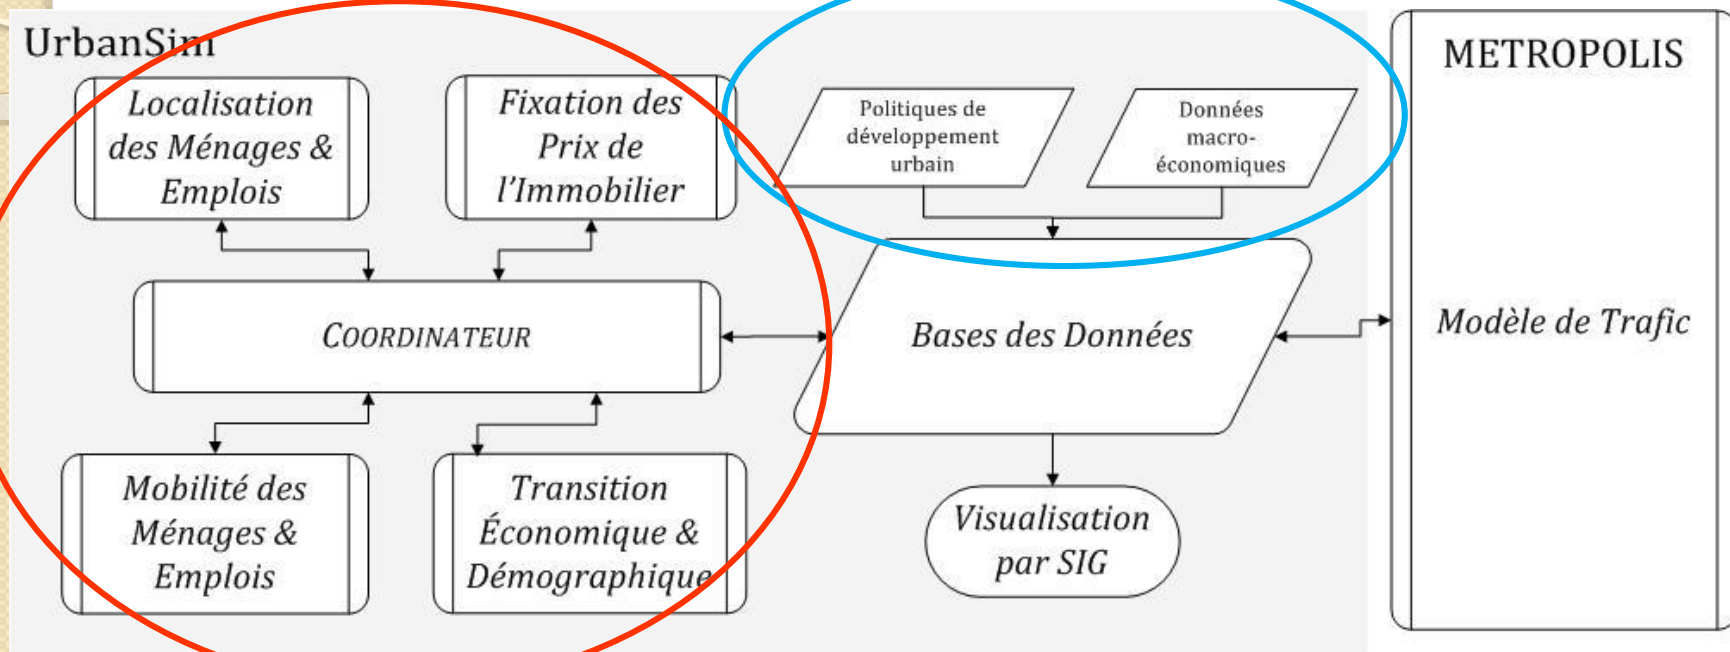 UrbanSim
Localisation
des Ménages &
Emplois
Fixation des
Prix de
l'Immobilier
Politiques de
développement
urbain
Données
macro-
économiques
METROPOLIS
COORDINATEUR
Bases des Données
Modèle de Trafic
Mobilité des
Ménages &
Emplois
Transition
Économique &
Démographique
Visualisation
par SIG